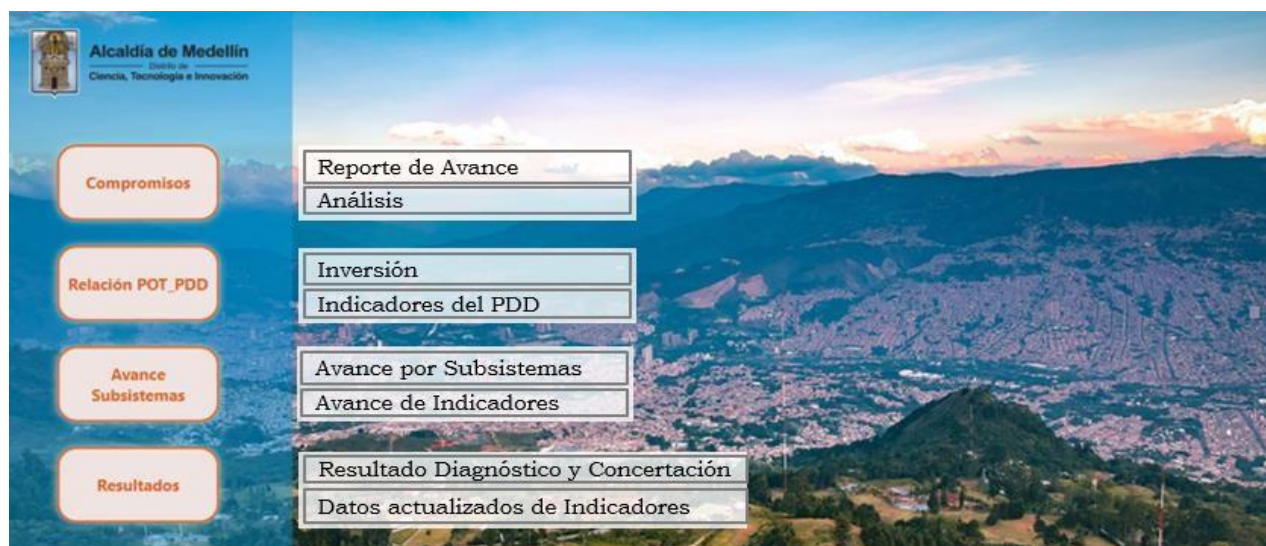 Alcaldía de Medellín
Distrito de
Ciencia, Tecnología e Innovación
Compromisos
Reporte de Avance
Análisis
Relación POT_PDD
Inversión
Indicadores del PDD
Avance
Subsistemas
Avance por Subsistemas
Avance de Indicadores
Resultados
Resultado Diagnóstico y Concertación
Datos actualizados de Indicadores